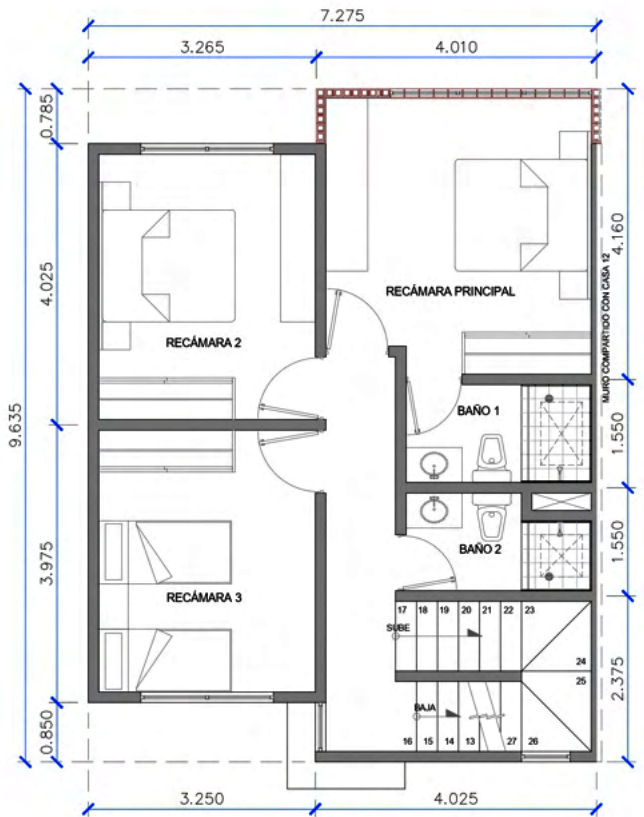 7.275
3.265 4.010
0.785
4.025
9.635
3.975
0.850
4.160
1.550
1.550
2.375
MURO COMPARTIDO CON CASA 12
RECÁMARA PRINCIPAL
RECÁMARA 2
BAÑO 1
BAÑO 2
RECÁMARA 3
17 18 19 20 21 22 23
SUBE
24
25
BAJA
16 15 14 13 27 26
3.250 4.025